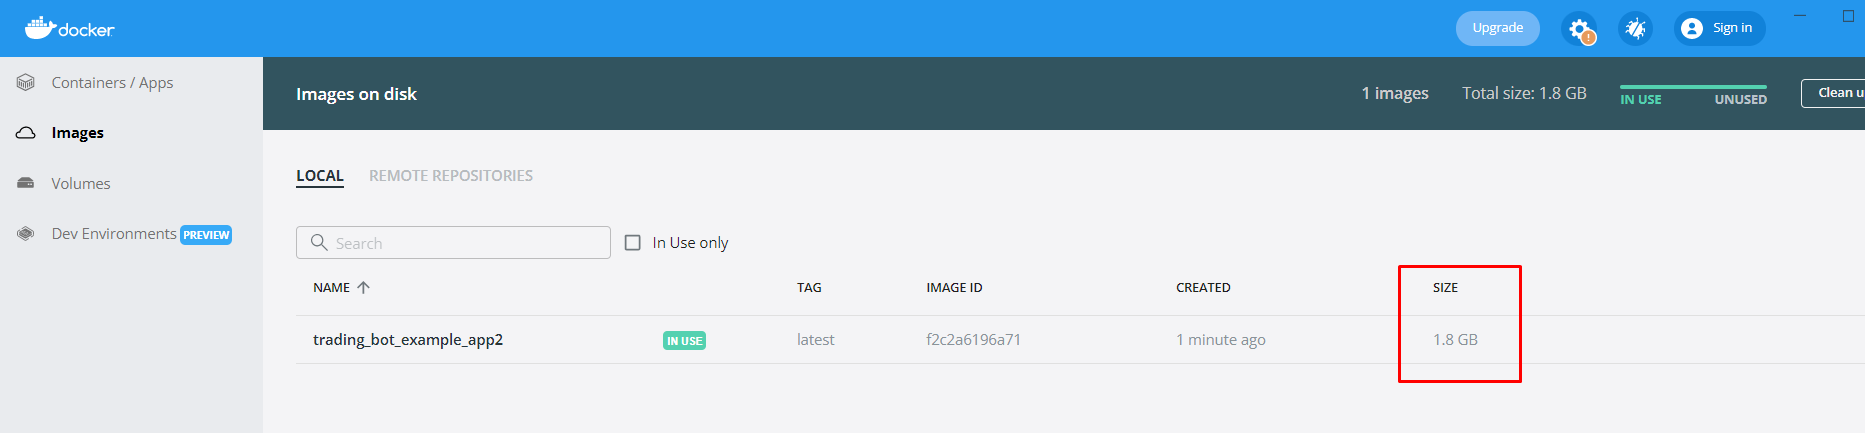 docker
Upgrade
!
Sign in
Containers / Apps
Images
Volumes
Dev Environments PREVIEW
Images on disk
1 images
Total size: 1.8 GB
IN USE
UNUSED
Clean u
LOCAL
REMOTE REPOSITORIES
Search
In Use only
NAME TAG IMAGE ID CREATED SIZE
trading_bot_example_app2 IN USE latest f2c2a6196a71 1 minute ago 1.8 GB